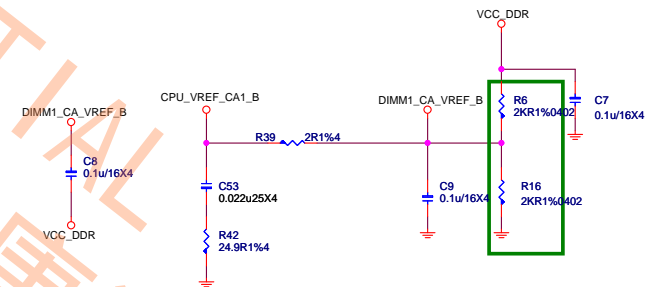 VCC_DDR
CPU_VREF_CA1_B
DIMM1_CA_VREF_B
DIMM1_CA_VREF_B
R6
2KR1%0402
C7
0.1u/16X4
R39
2R1%4
C8
0.1u/16X4
C53
0.022u25X4
C9
0.1u/16X4
R16
2KR1%0402
VCC_DDR
R42
24.9R1%4
TIAL